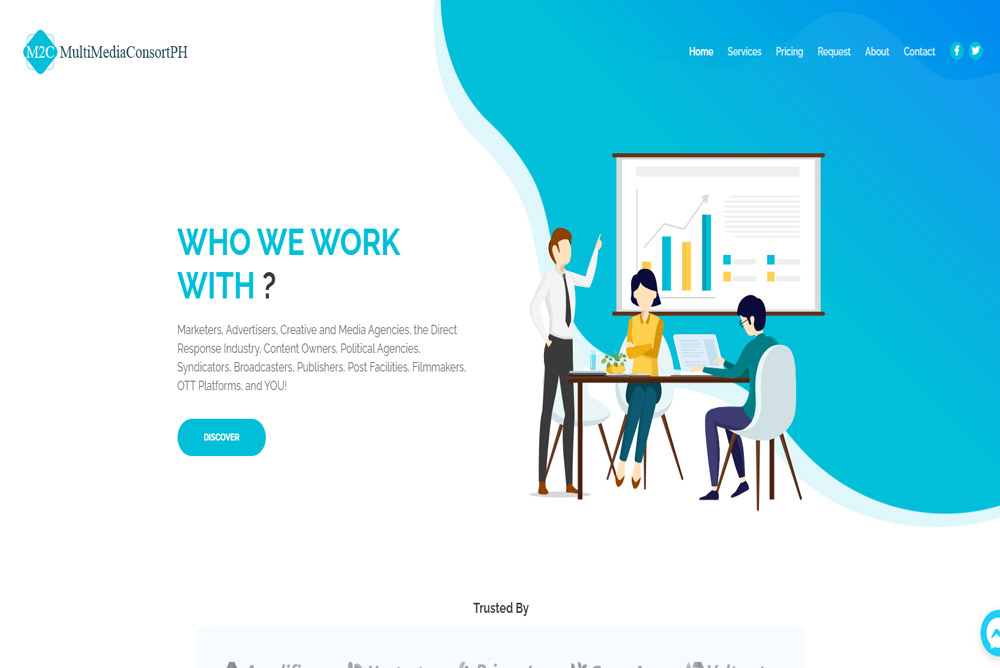 M2C MultiMediaConsortPH
Home Services Pricing Request About Contact
WHO WE WORK
WITH ?
Marketers, Advertisers, Creative and Media Agencies, the Direct
Response Industry, Content Owners, Political Agencies,
Syndicators, Broadcasters, Publishers, Post Facilities, Filmmakers,
OTT Platforms, and YOU!
DISCOVER
Trusted By